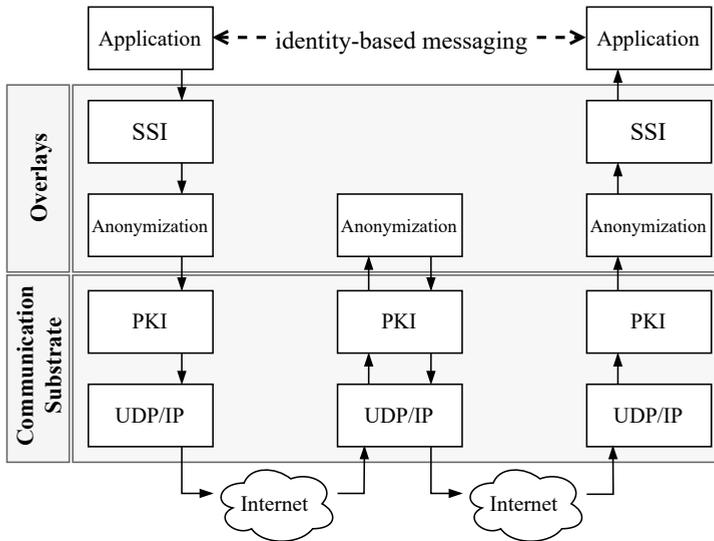 Application
identity-based messaging
Application
Overlays
SSI
SSI
Anonymization
Anonymization
Anonymization
Communication
Substrate
PKI
PKI
PKI
UDP/IP
UDP/IP
UDP/IP
Internet
Internet